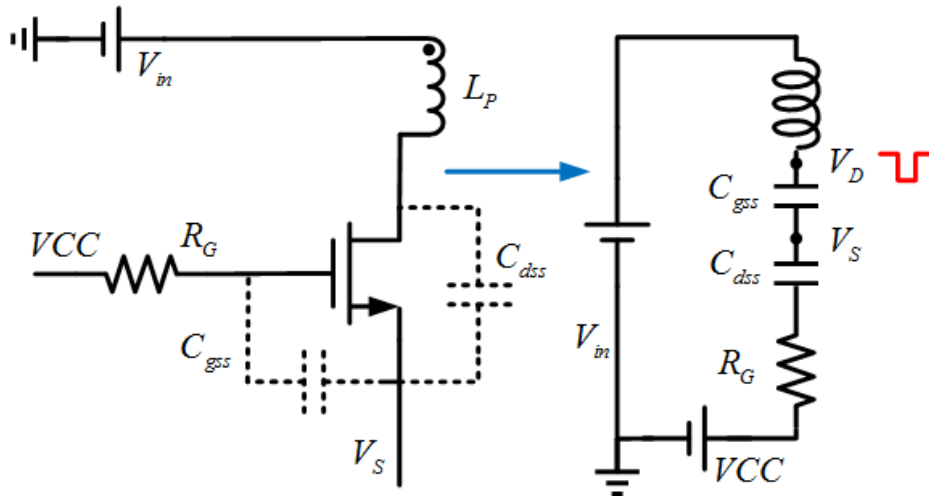 V_in
L_P
VCC
R_G
C_dss
C_gss
V_S
V_D
C_gss
V_S
C_dss
V_in
R_G
VCC